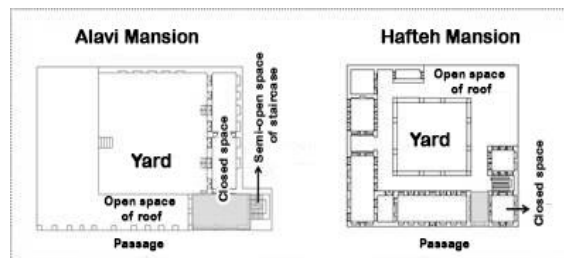 Alavi Mansion
Yard
Closed space
Semi-open space
of staircase
Open space
of roof
Passage
Hafteh Mansion
Open space
of roof
Yard
Closed space
Passage